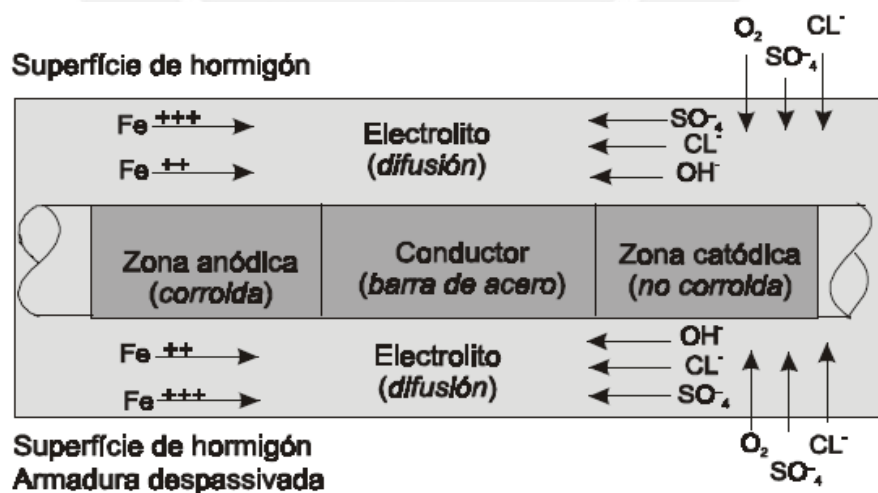 O₂
CL⁻
SO⁻₄
Superfície de hormigón
Fe +++
Electrolito
(difusión)
SO⁻₄
CL⁻
Fe ++
OH⁻
Zona anódica
(corroída)
Conductor
(barra de acero)
Zona catódica
(no corroída)
Fe ++
Electrolito
(difusión)
OH⁻
CL⁻
Fe +++
SO⁻₄
Superfície de hormigón
Armadura despassivada
O₂
CL⁻
SO⁻₄